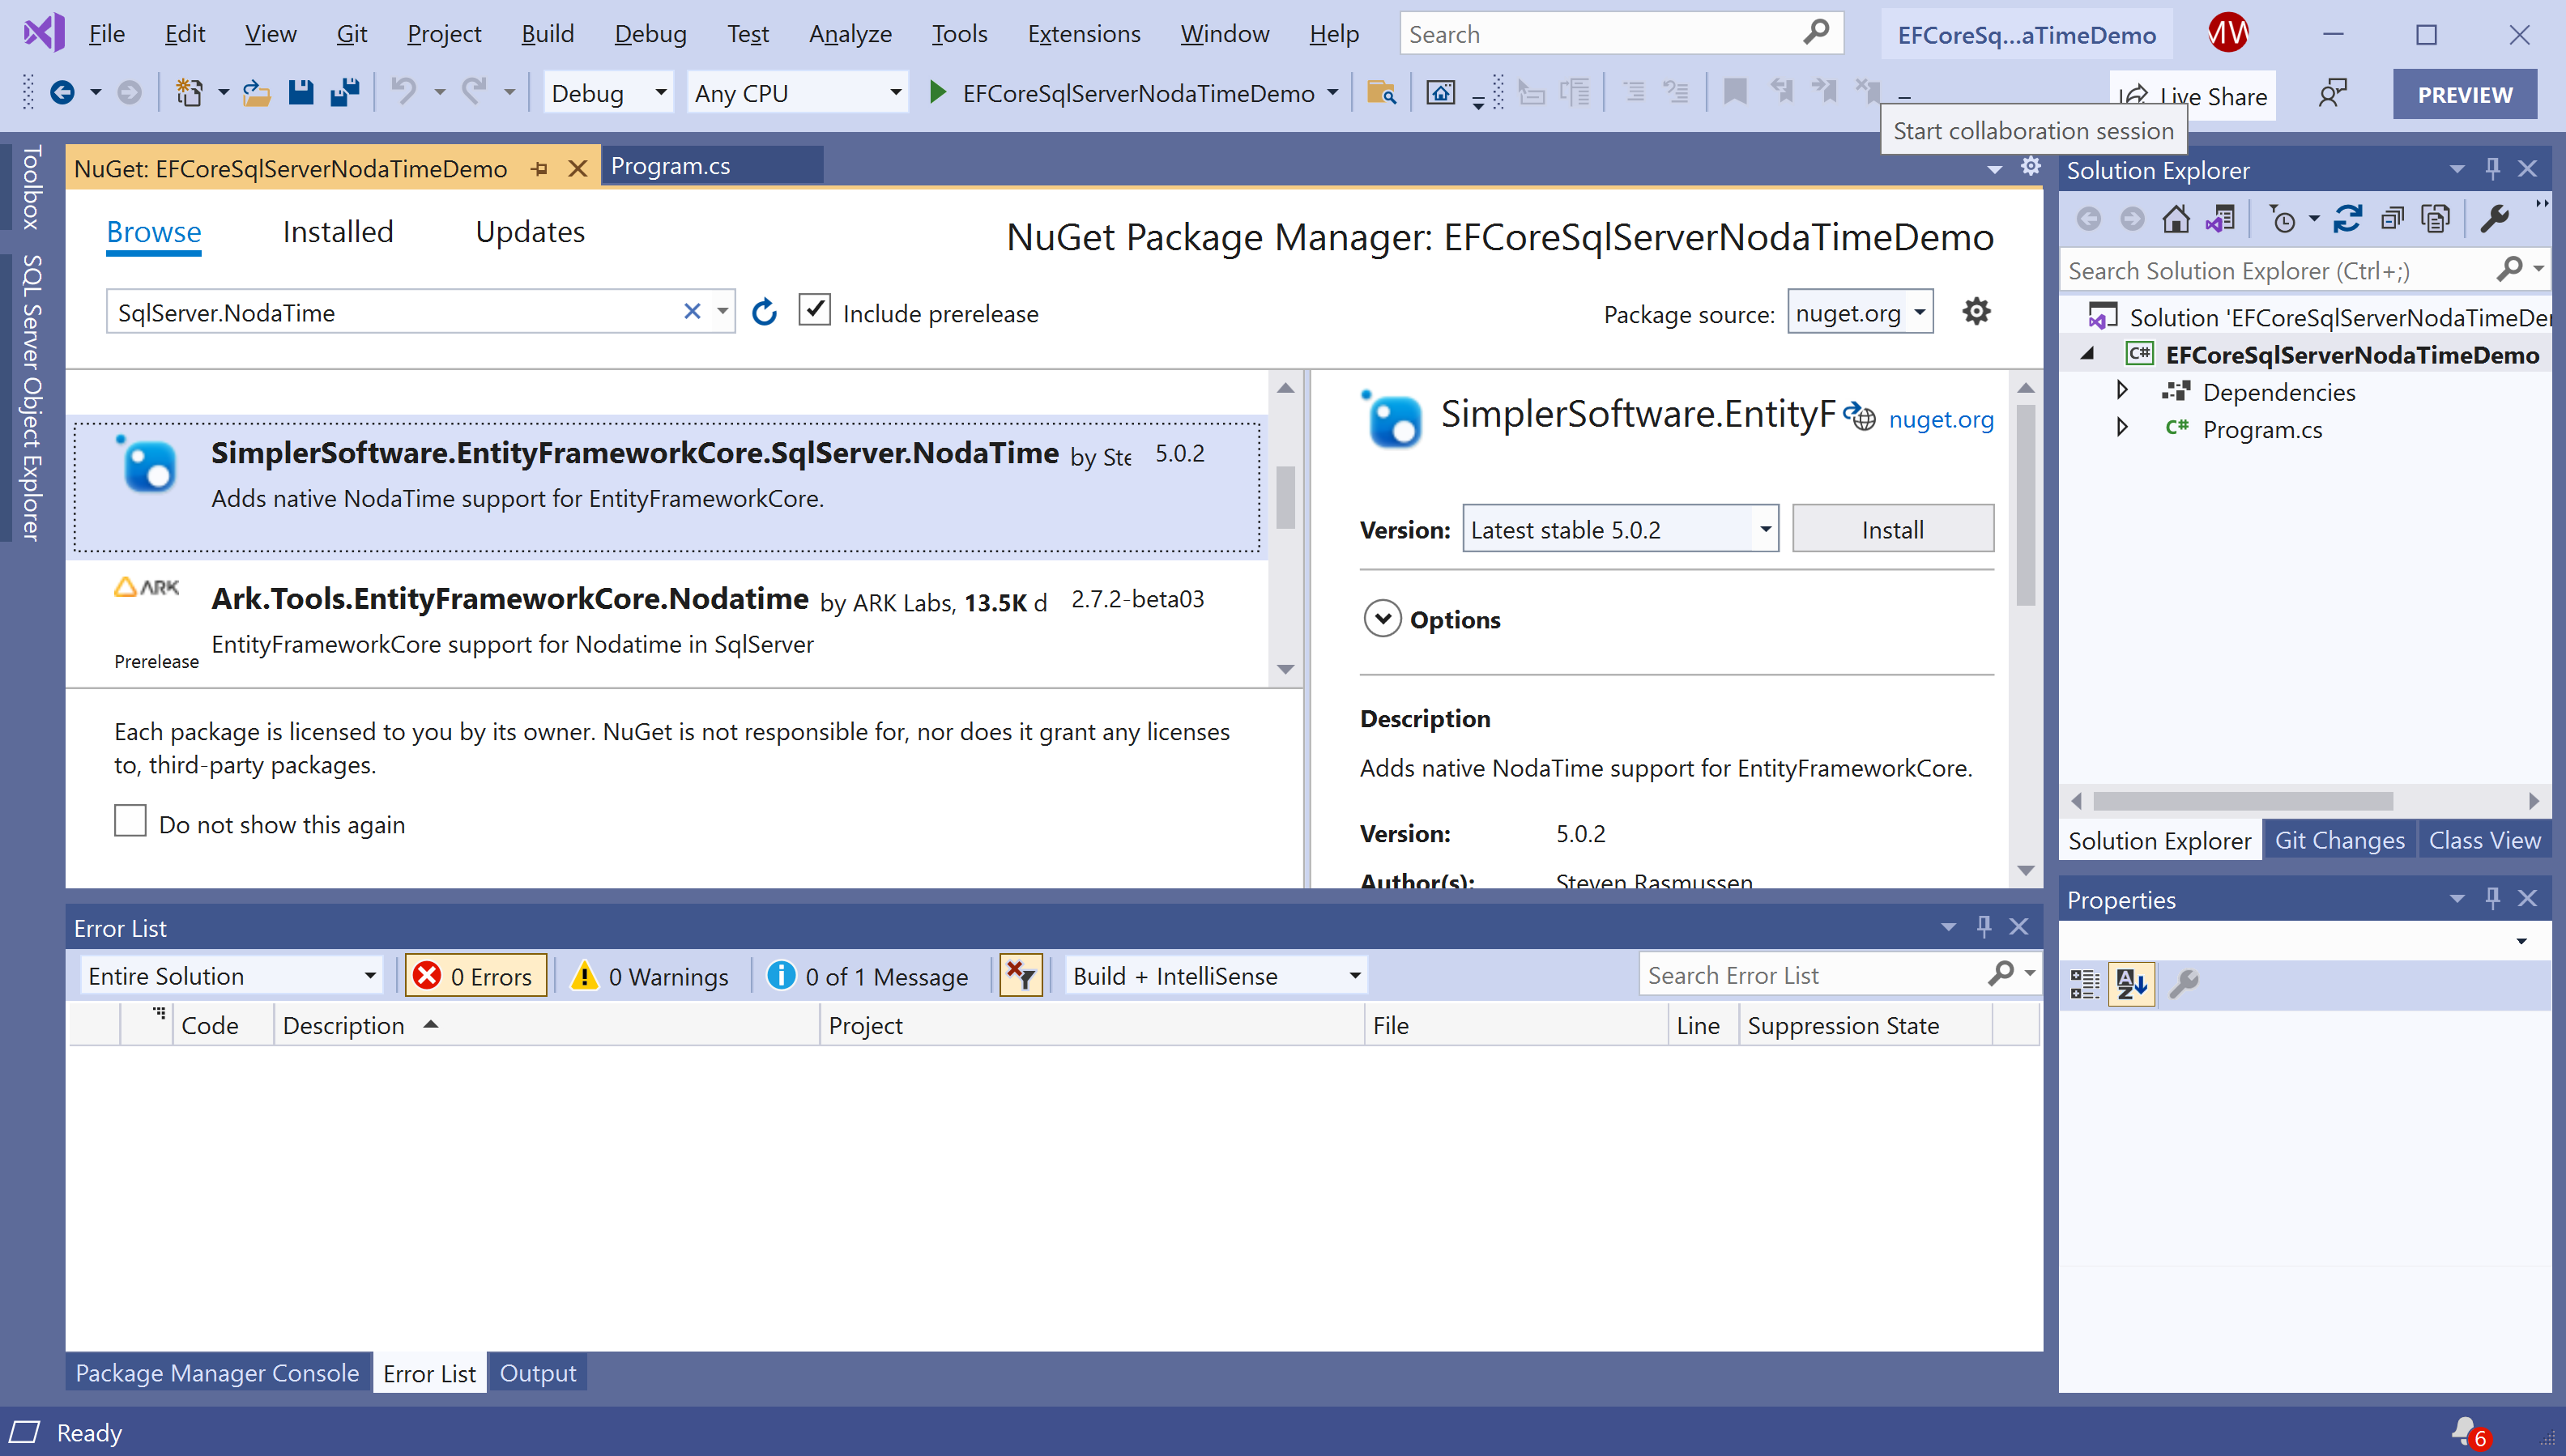 File Edit View Git Project Build Debug Test Analyze Tools Extensions Window Help Search EFCoreSq...aTimeDemo MW
Debug Any CPU EFCoreSqlServerNodaTimeDemo Live Share PREVIEW
Start collaboration session
Toolbox
SQL Server Object Explorer
NuGet: EFCoreSqlServerNodaTimeDemo Program.cs
Browse Installed Updates
NuGet Package Manager: EFCoreSqlServerNodaTimeDemo
SqlServer.NodaTime Include prerelease Package source: nuget.org
SimplerSoftware.EntityFrameworkCore.SqlServer.NodaTime by Ste 5.0.2
Adds native NodaTime support for EntityFrameworkCore.
ARK
Ark.Tools.EntityFrameworkCore.Nodatime by ARK Labs, 13.5K d 2.7.2-beta03
EntityFrameworkCore support for Nodatime in SqlServer
Prerelease
Each package is licensed to you by its owner. NuGet is not responsible for, nor does it grant any licenses
to, third-party packages.
Do not show this again
SimplerSoftware.EntityF nuget.org
Version: Latest stable 5.0.2 Install
Options
Description
Adds native NodaTime support for EntityFrameworkCore.
Version: 5.0.2
Author(s): Steven Rasmussen
Error List
Entire Solution 0 Errors 0 Warnings 0 of 1 Message Build + IntelliSense Search Error List
Code Description Project File Line Suppression State
Package Manager Console Error List Output
Solution Explorer
Search Solution Explorer (Ctrl+;)
Solution 'EFCoreSqlServerNodaTimeDe
C# EFCoreSqlServerNodaTimeDemo
Dependencies
C# Program.cs
Solution Explorer Git Changes Class View
Properties
Ready 6